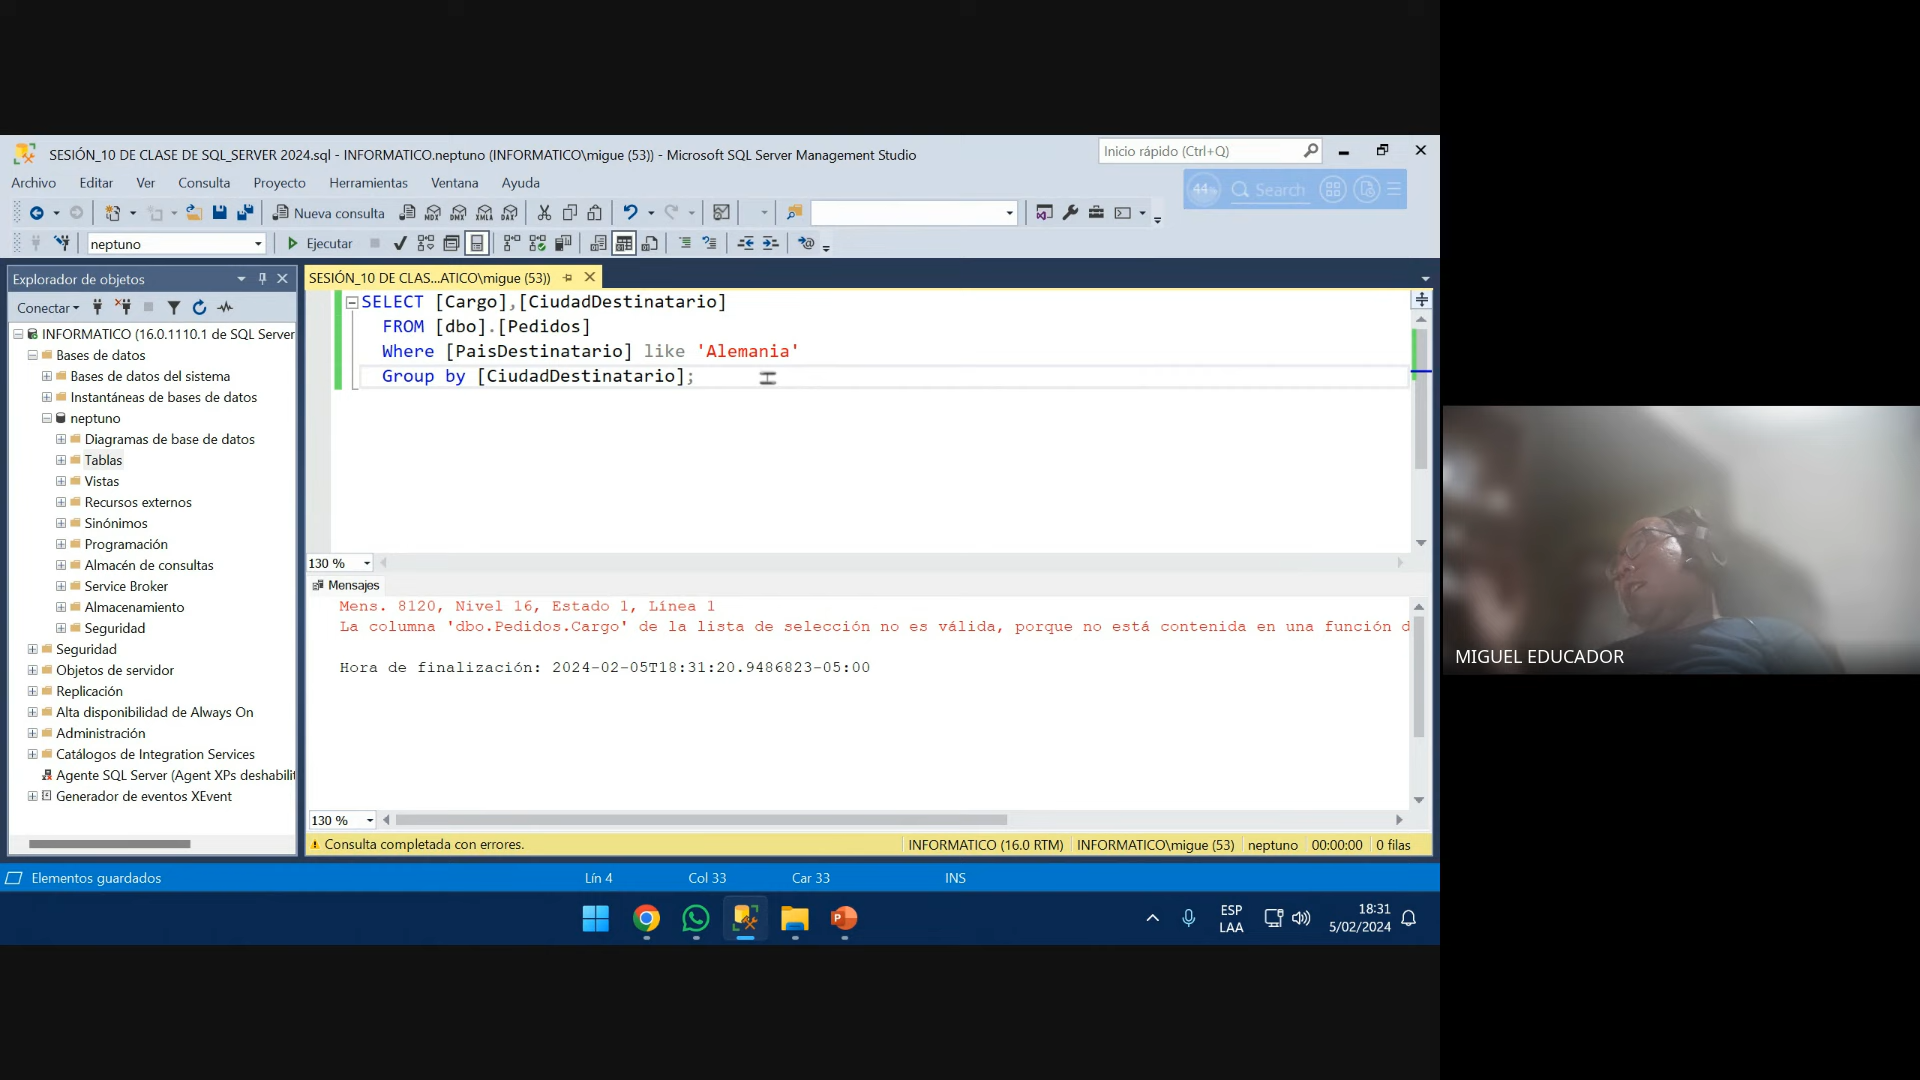 SESIÓN_10 DE CLASE DE SQL_SERVER 2024.sql - INFORMATICO.neptuno (INFORMATICO\migue (53)) - Microsoft SQL Server Management Studio
Inicio rápido (Ctrl+Q)
Archivo Editar Ver Consulta Proyecto Herramientas Ventana Ayuda
44 Search
Nueva consulta
neptuno
Ejecutar
Explorador de objetos
Conectar
INFORMATICO (16.0.1110.1 de SQL Server
Bases de datos
Bases de datos del sistema
Instantáneas de bases de datos
neptuno
Diagramas de base de datos
Tablas
Vistas
Recursos externos
Sinónimos
Programación
Almacén de consultas
Service Broker
Almacenamiento
Seguridad
Seguridad
Objetos de servidor
Replicación
Alta disponibilidad de Always On
Administración
Catálogos de Integration Services
Agente SQL Server (Agent XPs deshabilit
Generador de eventos XEvent
SESIÓN_10 DE CLAS...ATICO\migue (53))
SELECT [Cargo],[CiudadDestinatario]
FROM [dbo].[Pedidos]
Where [PaisDestinatario] like 'Alemania'
Group by [CiudadDestinatario];
130 %
Mensajes
Mens. 8120, Nivel 16, Estado 1, Línea 1
La columna 'dbo.Pedidos.Cargo' de la lista de selección no es válida, porque no está contenida en una función d
Hora de finalización: 2024-02-05T18:31:20.9486823-05:00
130 %
Consulta completada con errores.
INFORMATICO (16.0 RTM) INFORMATICO\migue (53) neptuno 00:00:00 0 filas
Elementos guardados
Lín 4 Col 33 Car 33 INS
ESP
LAA
18:31
5/02/2024
MIGUEL EDUCADOR